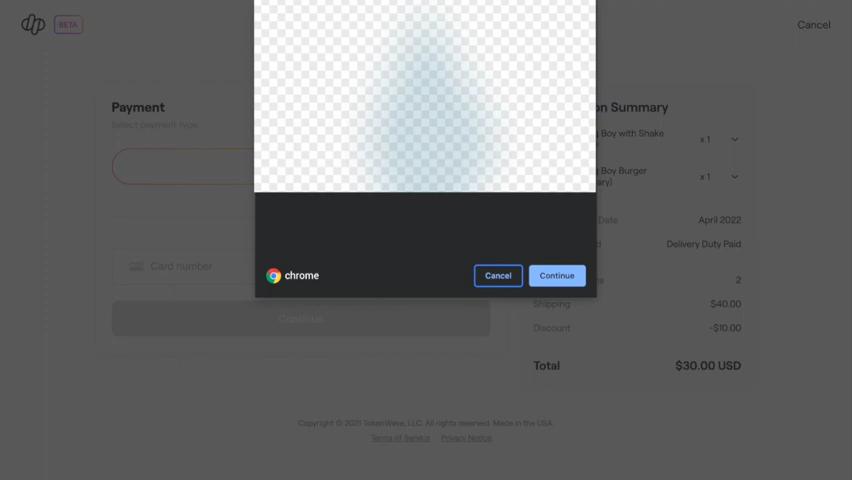 BETA
Cancel
Payment
Select payment type.
Card number
Continue
chrome
Cancel
Continue
on Summary
g Boy with Shake
x 1
g Boy Burger
ary)
x 1
Date
April 2022
d
Delivery Duty Paid
s
2
Shipping
$40.00
Discount
-$10.00
Total
$30.00 USD
Copyright © 2021 TokenWave, LLC. All rights reserved. Made in the USA.
Terms of Service
Privacy Notice